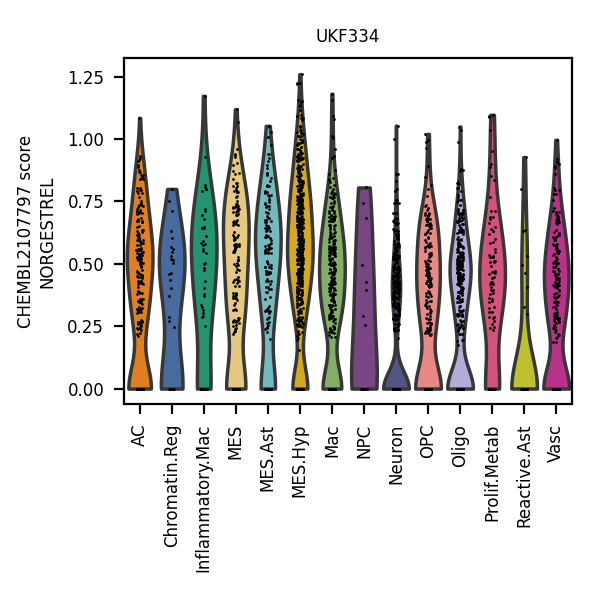 UKF334
CHEMBL2107797 score
NORGESTREL
1.25
1.00
0.75
0.50
0.25
0.00
AC
Chromatin.Reg
Inflammatory.Mac
MES
MES.Ast
MES.Hyp
Mac
NPC
Neuron
OPC
Oligo
Prolif.Metab
Reactive.Ast
Vasc